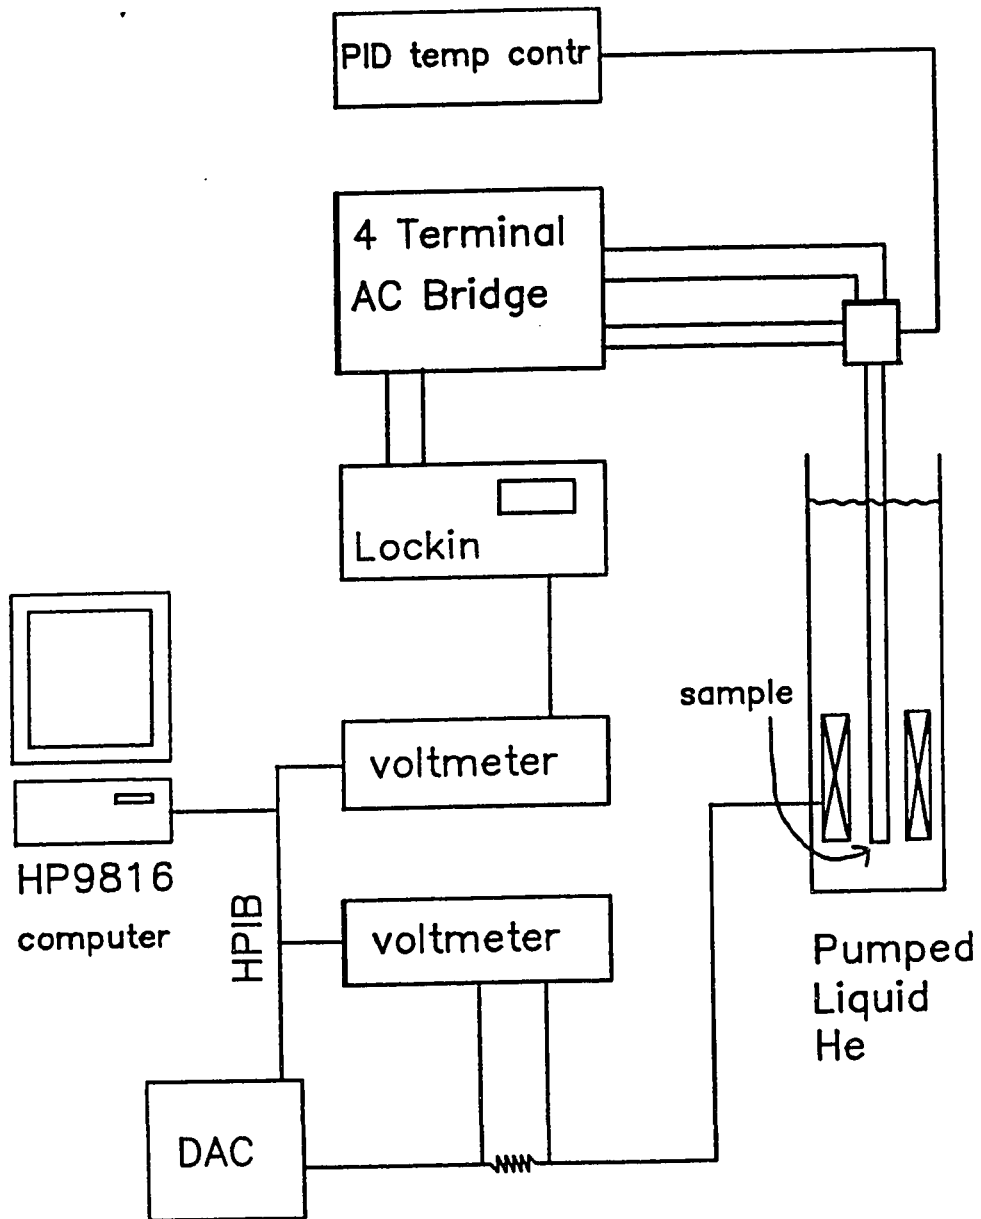 PID temp contr
4 Terminal
AC Bridge
Lockin
sample
voltmeter
HP9816
computer
HPIB
voltmeter
Pumped
Liquid
He
DAC